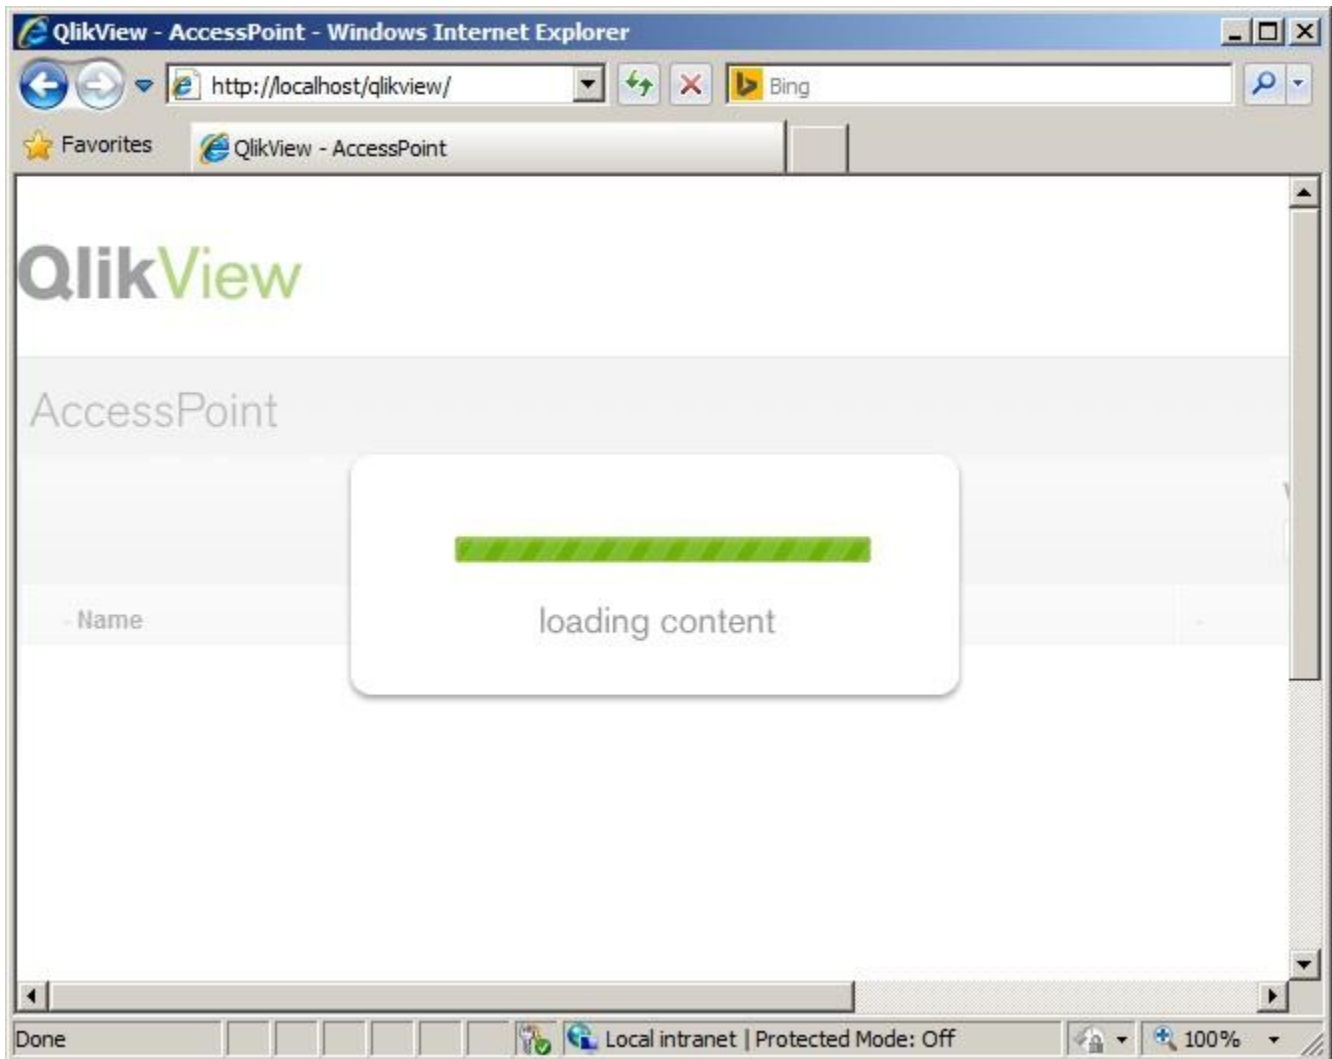 QlikView - AccessPoint - Windows Internet Explorer
http://localhost/qlikview/
Bing
Favorites
QlikView - AccessPoint
QlikView
AccessPoint
loading content
- Name
-
Done
Local intranet | Protected Mode: Off
100%